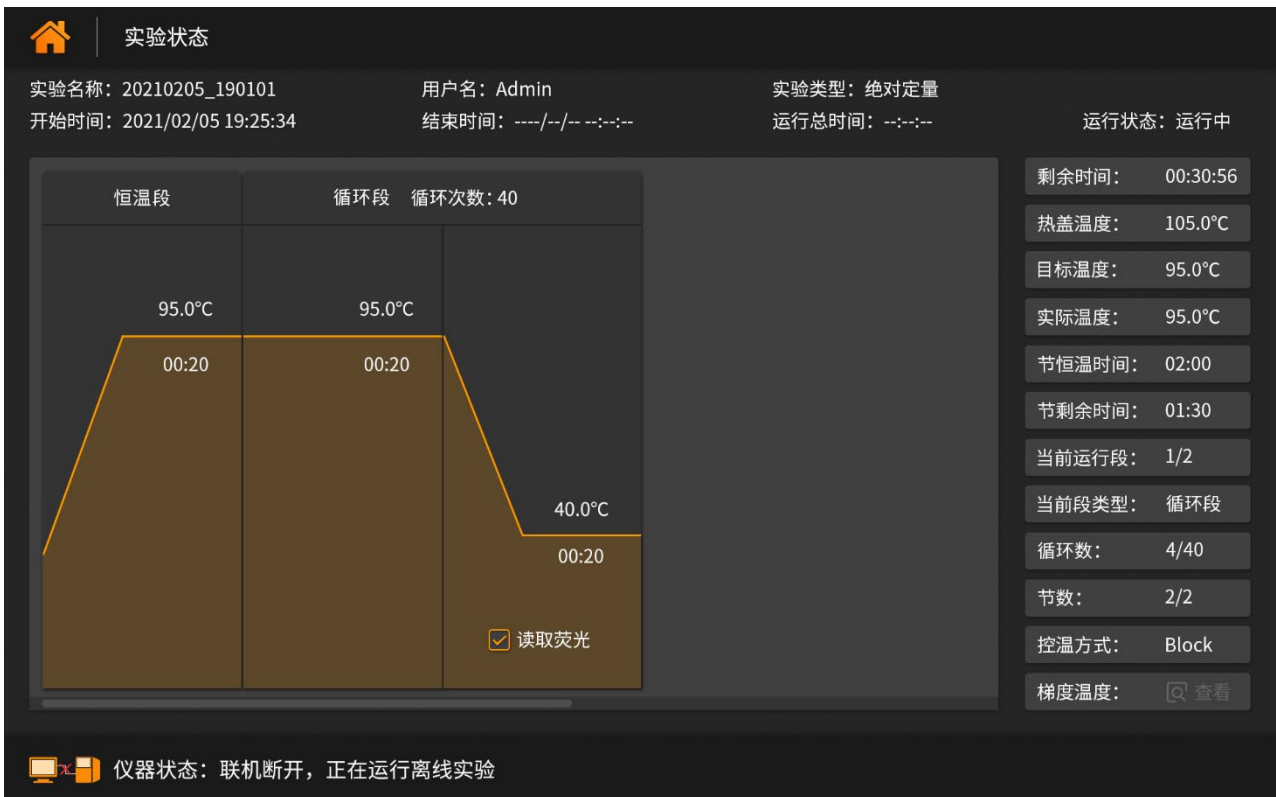 实验状态
实验名称：20210205_190101 用户名：Admin 实验类型：绝对定量
开始时间：2021/02/05 19:25:34 结束时间：----/--/-- --:--:-- 运行总时间：--:--:-- 运行状态：运行中
恒温段 循环段 循环次数：40
95.0℃ 95.0℃
00:20 00:20
40.0℃
00:20
读取荧光
剩余时间： 00:30:56
热盖温度： 105.0℃
目标温度： 95.0℃
实际温度： 95.0℃
节恒温时间： 02:00
节剩余时间： 01:30
当前运行段： 1/2
当前段类型： 循环段
循环数： 4/40
节数： 2/2
控温方式： Block
梯度温度： 查看
仪器状态：联机断开，正在运行离线实验